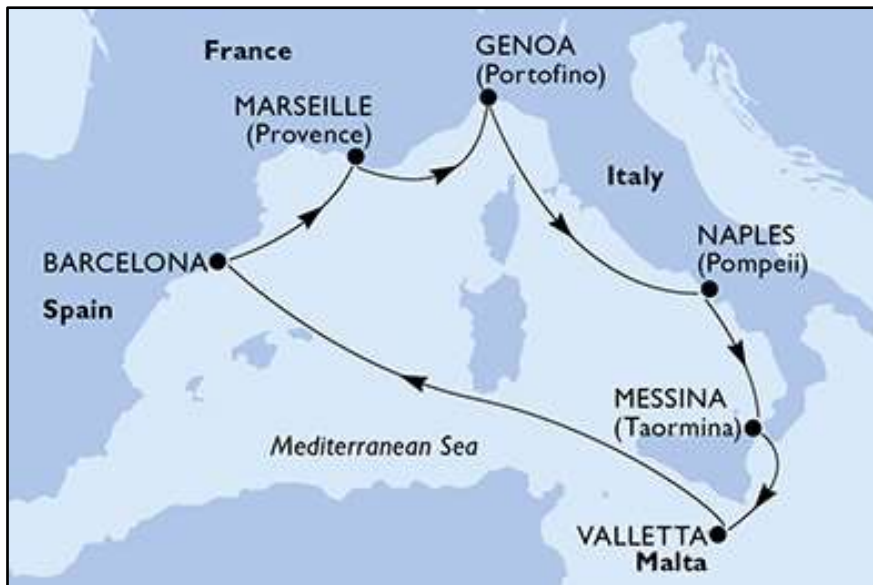 France
GENOA
(Portofino)
MARSEILLE
(Provence)
Italy
NAPLES
(Pompeii)
BARCELONA
Spain
MESSINA
(Taormina)
Mediterranean Sea
VALLETTA
Malta